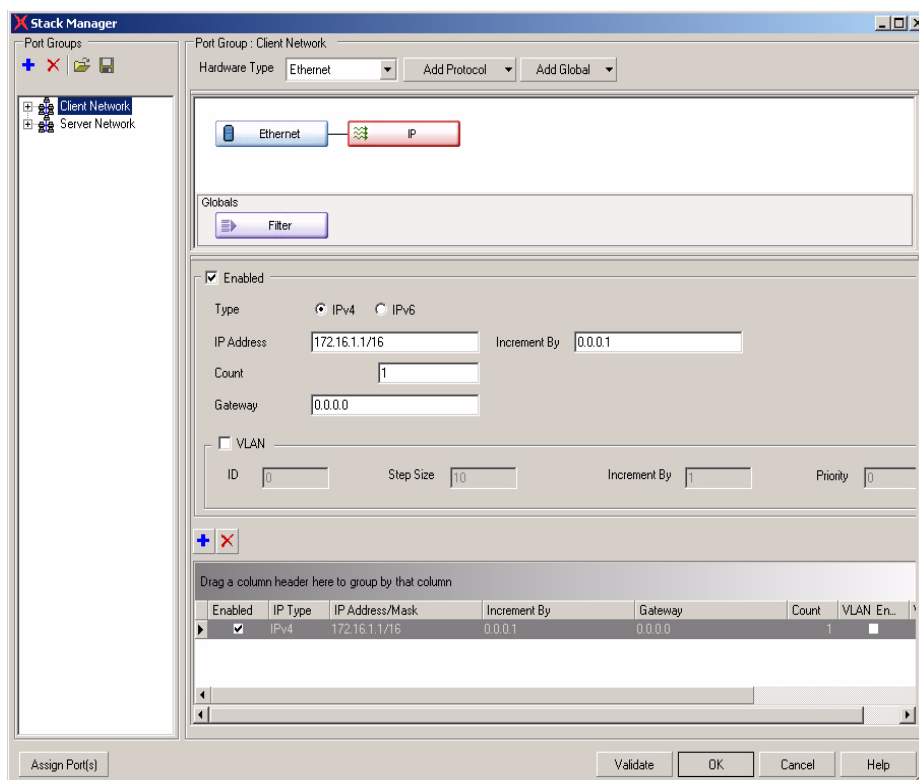 Stack Manager
Port Groups
Client Network
Server Network
Port Group : Client Network
Hardware Type Ethernet Add Protocol Add Global
Ethernet IP
Globals
Filter
Enabled
Type IPv4 IPv6
IP Address 172.16.1.1/16 Increment By 0.0.0.1
Count 1
Gateway 0.0.0.0
VLAN
ID 0 Step Size 10 Increment By 1 Priority 0
Drag a column header here to group by that column
Enabled IP Type IP Address/Mask Increment By Gateway Count VLAN En...
IPv4 172.16.1.1/16 0.0.0.1 0.0.0.0 1
Assign Port(s) Validate OK Cancel Help